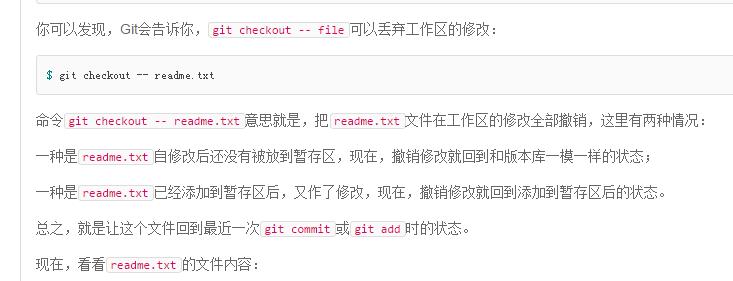 你可以发现，Git会告诉你，git checkout -- file可以丢弃工作区的修改：
$ git checkout -- readme.txt
命令git checkout -- readme.txt意思就是，把readme.txt文件在工作区的修改全部撤销，这里有两种情况：
一种是readme.txt自修改后还没有被放到暂存区，现在，撤销修改就回到和版本库一模一样的状态；
一种是readme.txt已经添加到暂存区后，又作了修改，现在，撤销修改就回到添加到暂存区后的状态。
总之，就是让这个文件回到最近一次git commit或git add时的状态。
现在，看看readme.txt的文件内容：